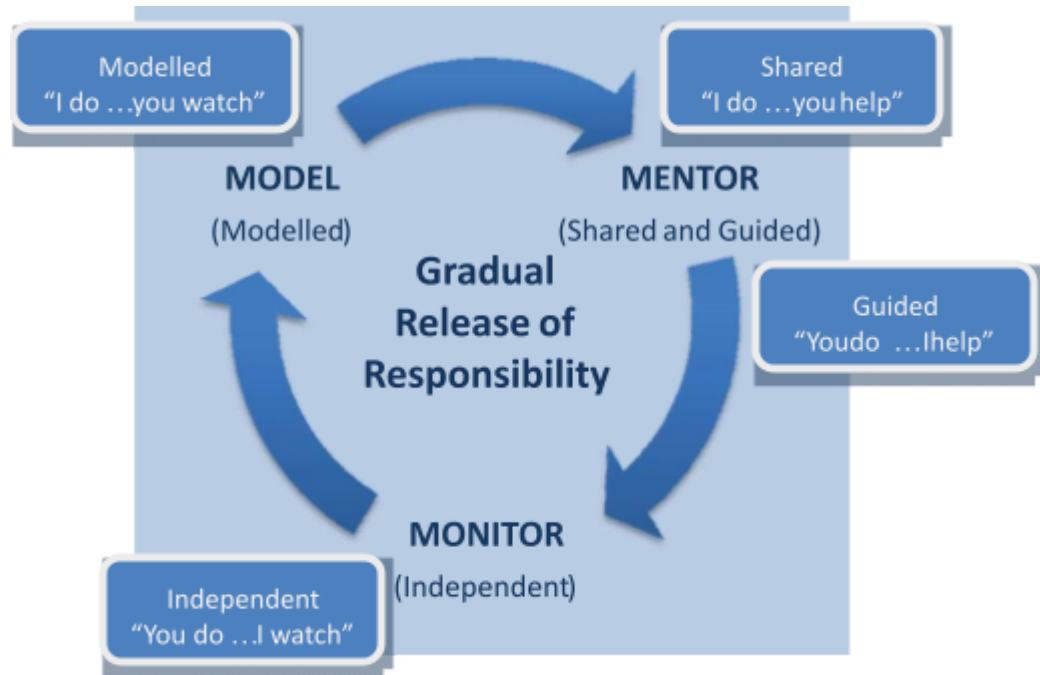 Modelled
“I do …you watch”
Shared
“I do …you help”
MODEL
(Modelled)
MENTOR
(Shared and Guided)
Gradual
Release of
Responsibility
Guided
“Youdo …Ihelp”
MONITOR
(Independent)
Independent
“You do …I watch”